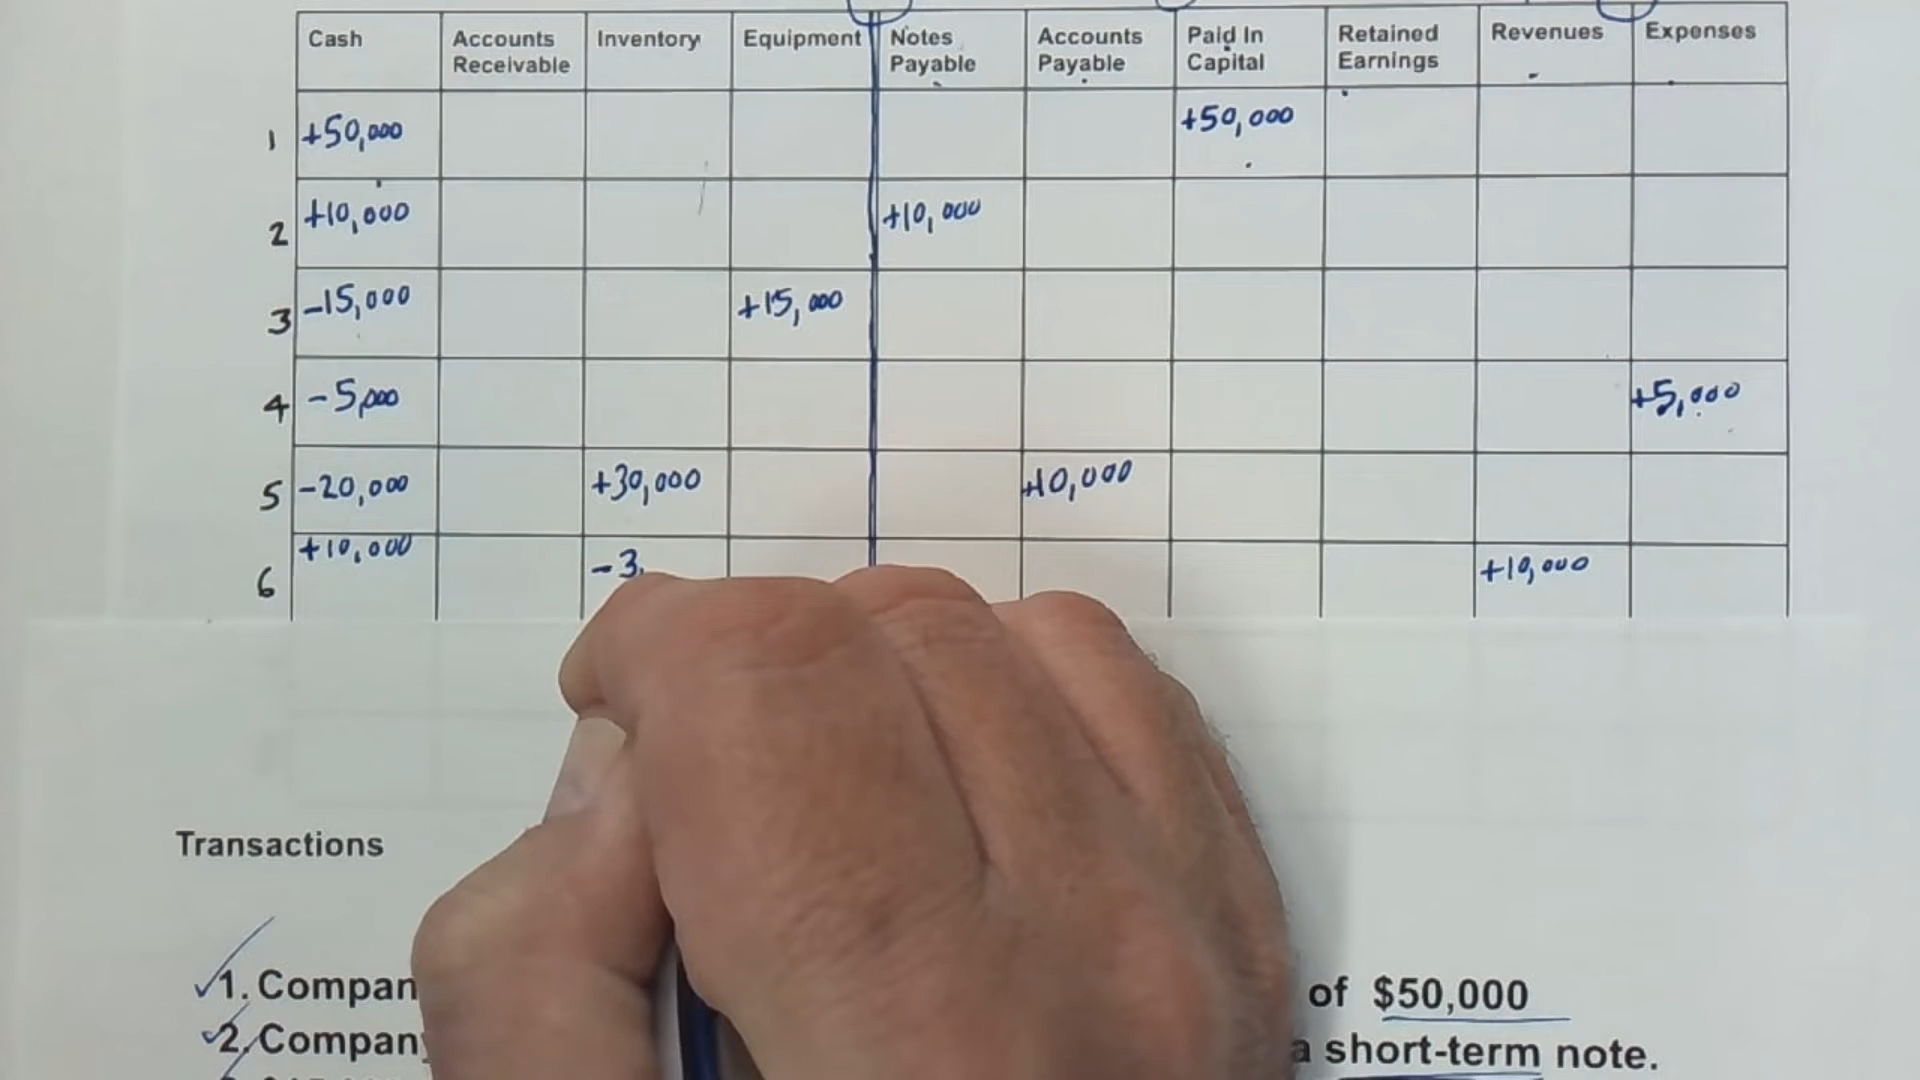 Cash Accounts Receivable Inventory Equipment Notes Payable Accounts Payable Paid In Capital Retained Earnings Revenues Expenses
1 +50,000 +50,000
2 +10,000 +10,000
3 -15,000 +15,000
4 -5,000 +5,000
5 -20,000 +30,000 +10,000
6 +10,000 -3, +10,000
Transactions
✓1. Compan of $50,000
✓2. Company a short-term note.